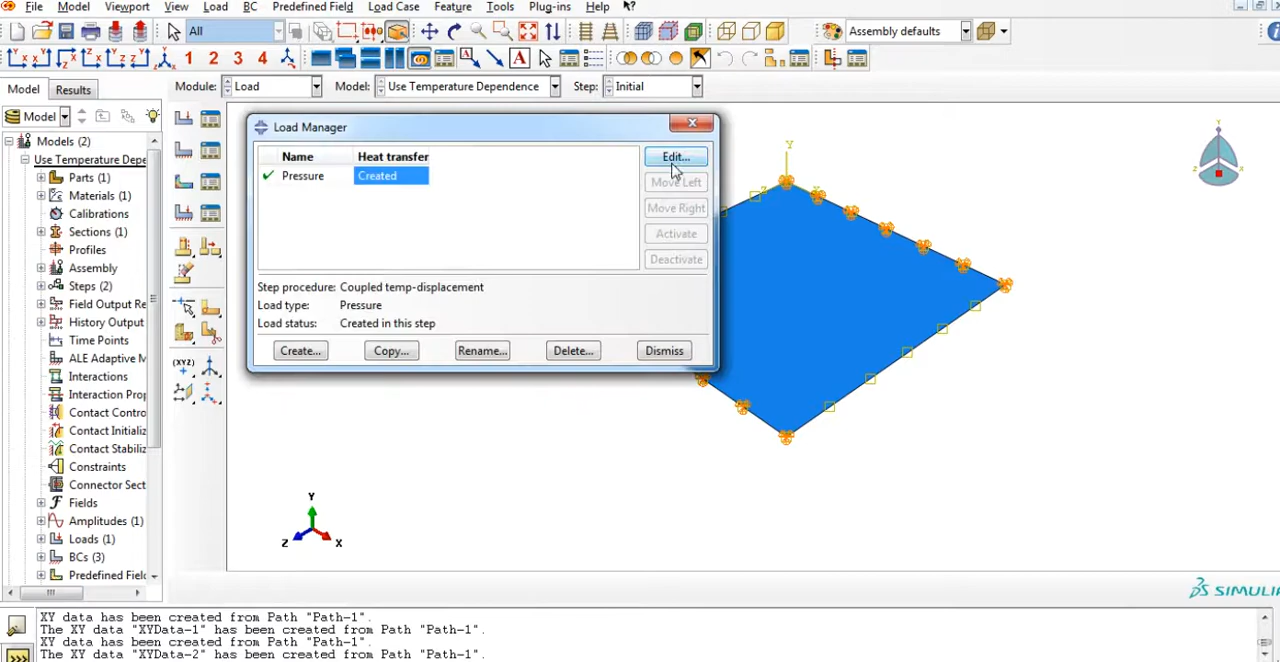 File Model Viewport View Load BC Predefined Field Load Case Feature Tools Plug-ins Help
All
Assembly defaults
1 2 3 4
A
Model Results
Module: Load Model: Use Temperature Dependence Step: Initial
Model
Models (2)
Use Temperature Depe
Parts (1)
Materials (1)
Calibrations
Sections (1)
Profiles
Assembly
Steps (2)
Field Output Re
History Output
Time Points
ALE Adaptive M
Interactions
Interaction Prop
Contact Contro
Contact Initializ
Contact Stabiliz
Constraints
Connector Sect
Fields
Amplitudes (1)
Loads (1)
BCs (3)
Predefined Field
(XYZ)
Load Manager
Name Heat transfer
Pressure Created
Edit...
Move Left
Move Right
Activate
Deactivate
Step procedure: Coupled temp-displacement
Load type: Pressure
Load status: Created in this step
Create... Copy... Rename... Delete... Dismiss
Y
Y
Z X
Y
Z X
SIMULIA
XY data has been created from Path "Path-1".
The XY data "XYData-1" has been created from Path "Path-1".
XY data has been created from Path "Path-1".
The XY data "XYData-2" has been created from Path "Path-1".
>>>